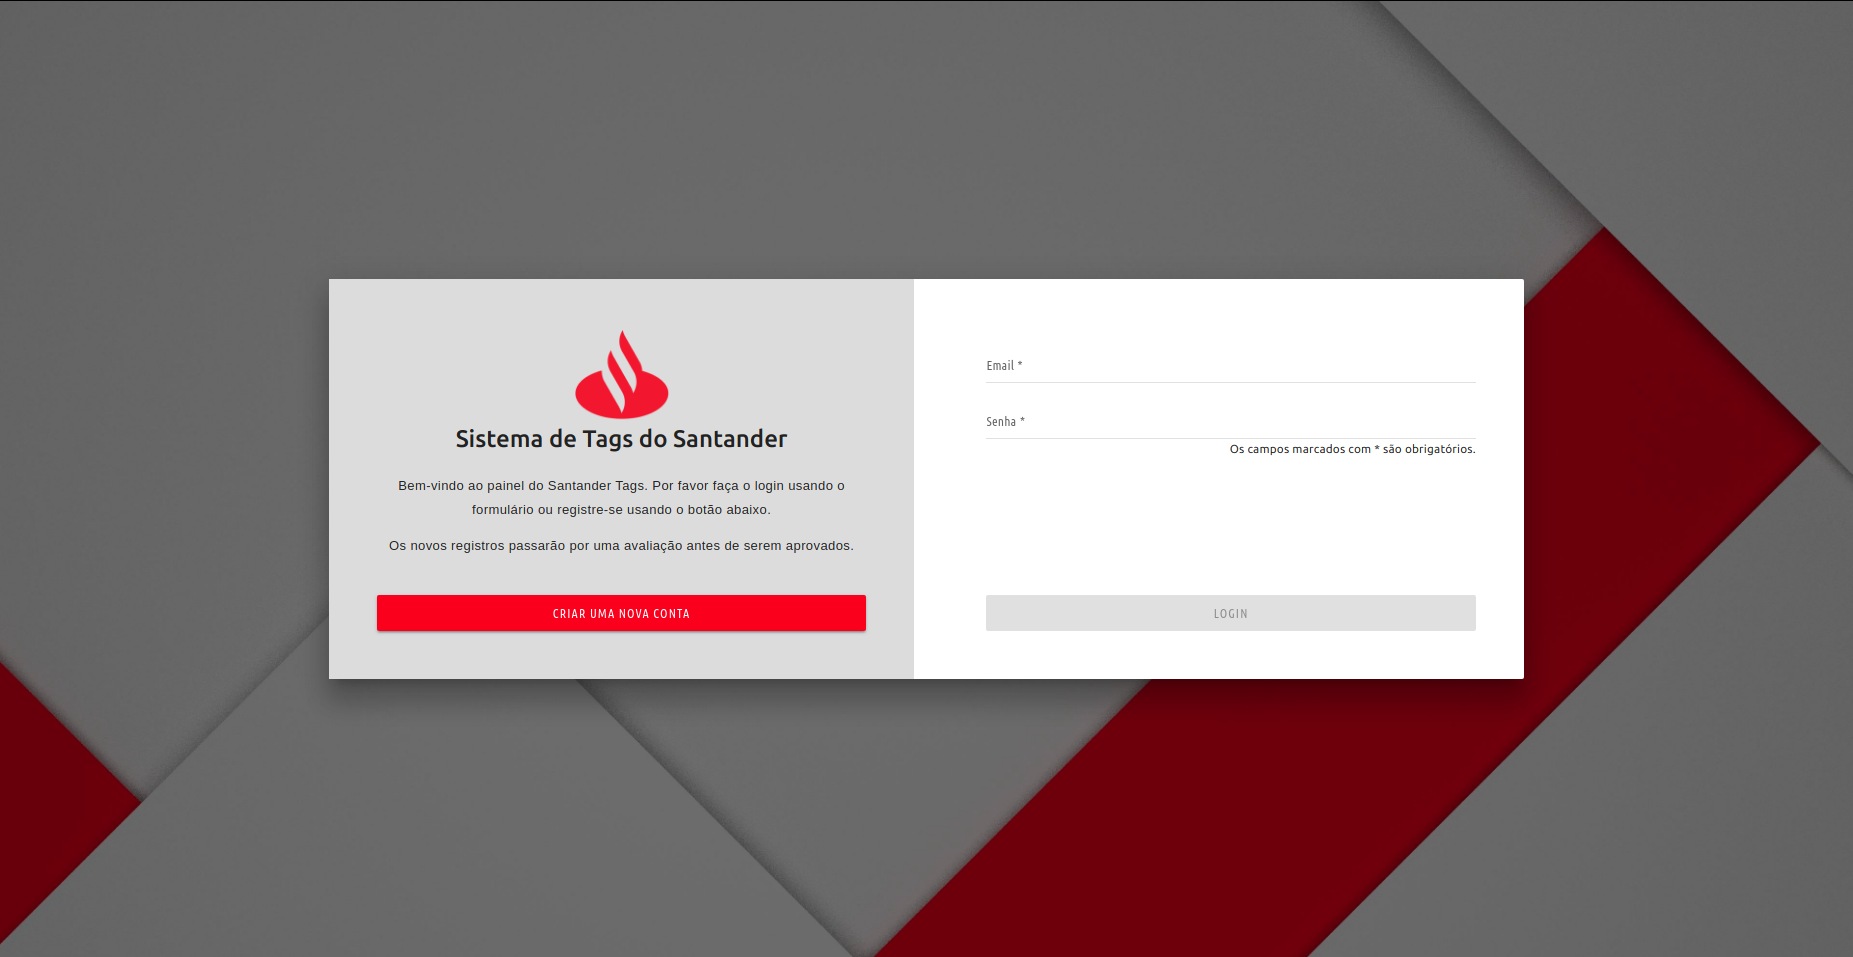 Sistema de Tags do Santander
Bem-vindo ao painel do Santander Tags. Por favor faça o login usando o
formulário ou registre-se usando o botão abaixo.
Os novos registros passarão por uma avaliação antes de serem aprovados.
CRIAR UMA NOVA CONTA
Email *
Senha *
Os campos marcados com * são obrigatórios.
LOGIN